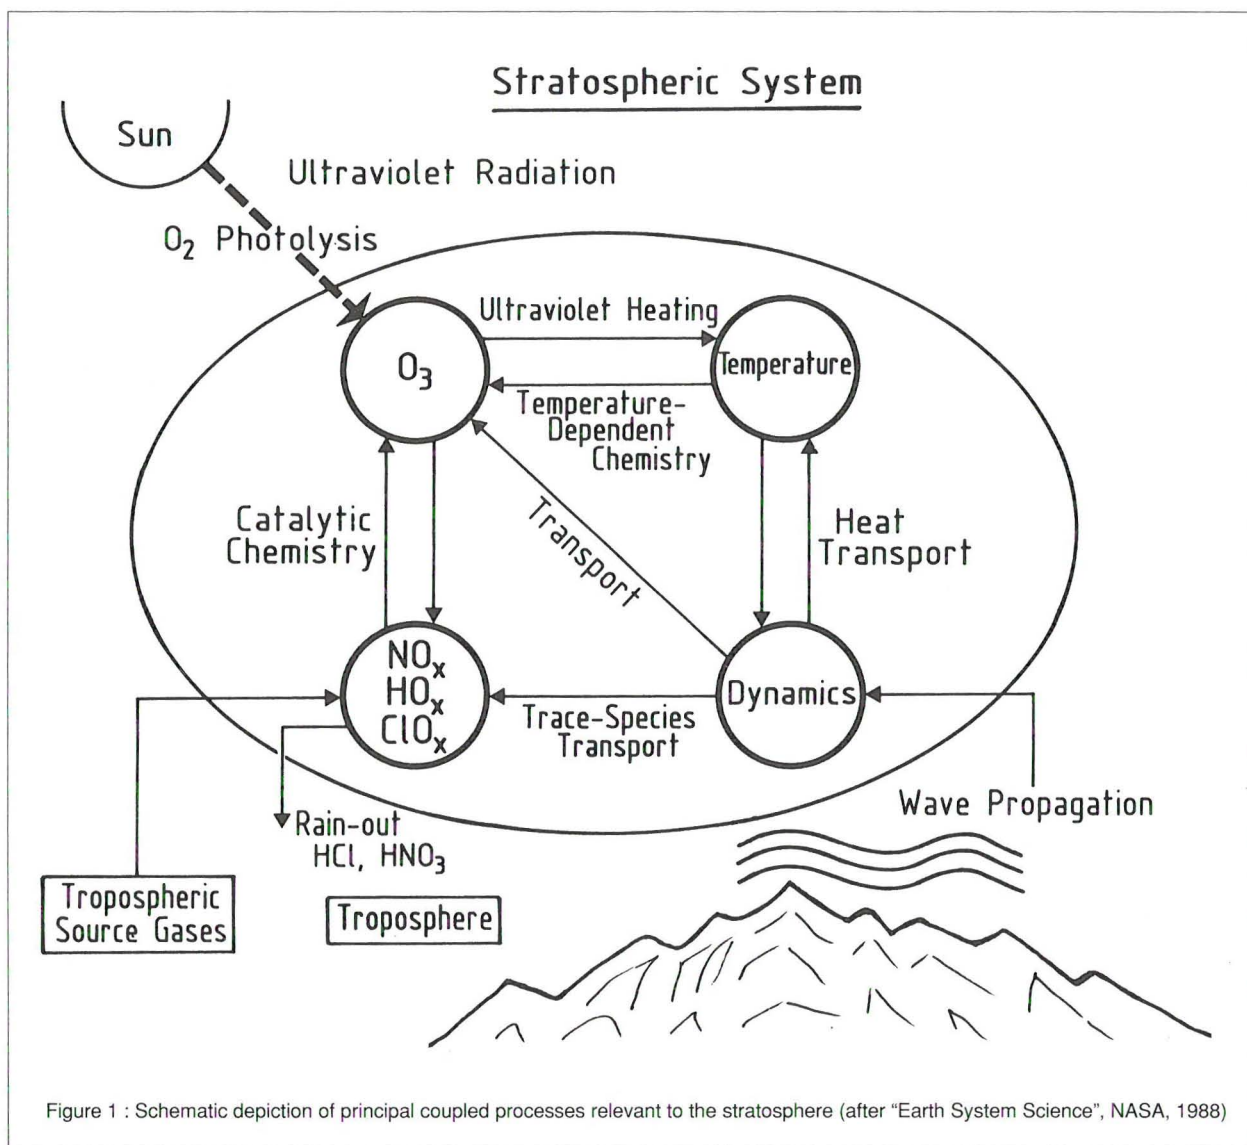 Stratospheric System
Sun
Ultraviolet Radiation
O₂ Photolysis
Ultraviolet Heating
O₃
Temperature
Temperature-
Dependent
Chemistry
Transport
Catalytic
Chemistry
Heat
Transport
NOₓ
HOₓ
ClOₓ
Dynamics
Trace-Species
Transport
Wave Propagation
Rain-out
HCl, HNO₃
Tropospheric
Source Gases
Troposphere
Figure 1 : Schematic depiction of principal coupled processes relevant to the stratosphere (after “Earth System Science”, NASA, 1988)